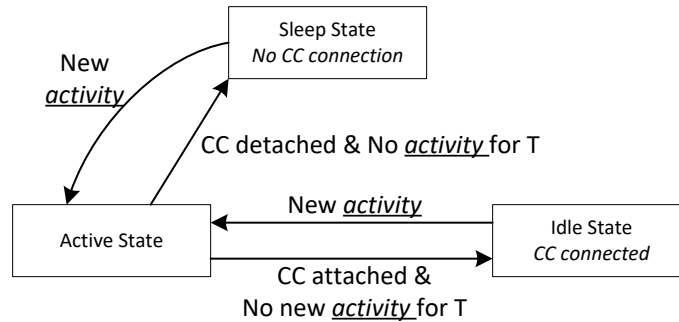 Sleep State
No CC connection
New
activity
CC detached & No activity for T
New activity
Active State
Idle State
CC connected
CC attached &
No new activity for T